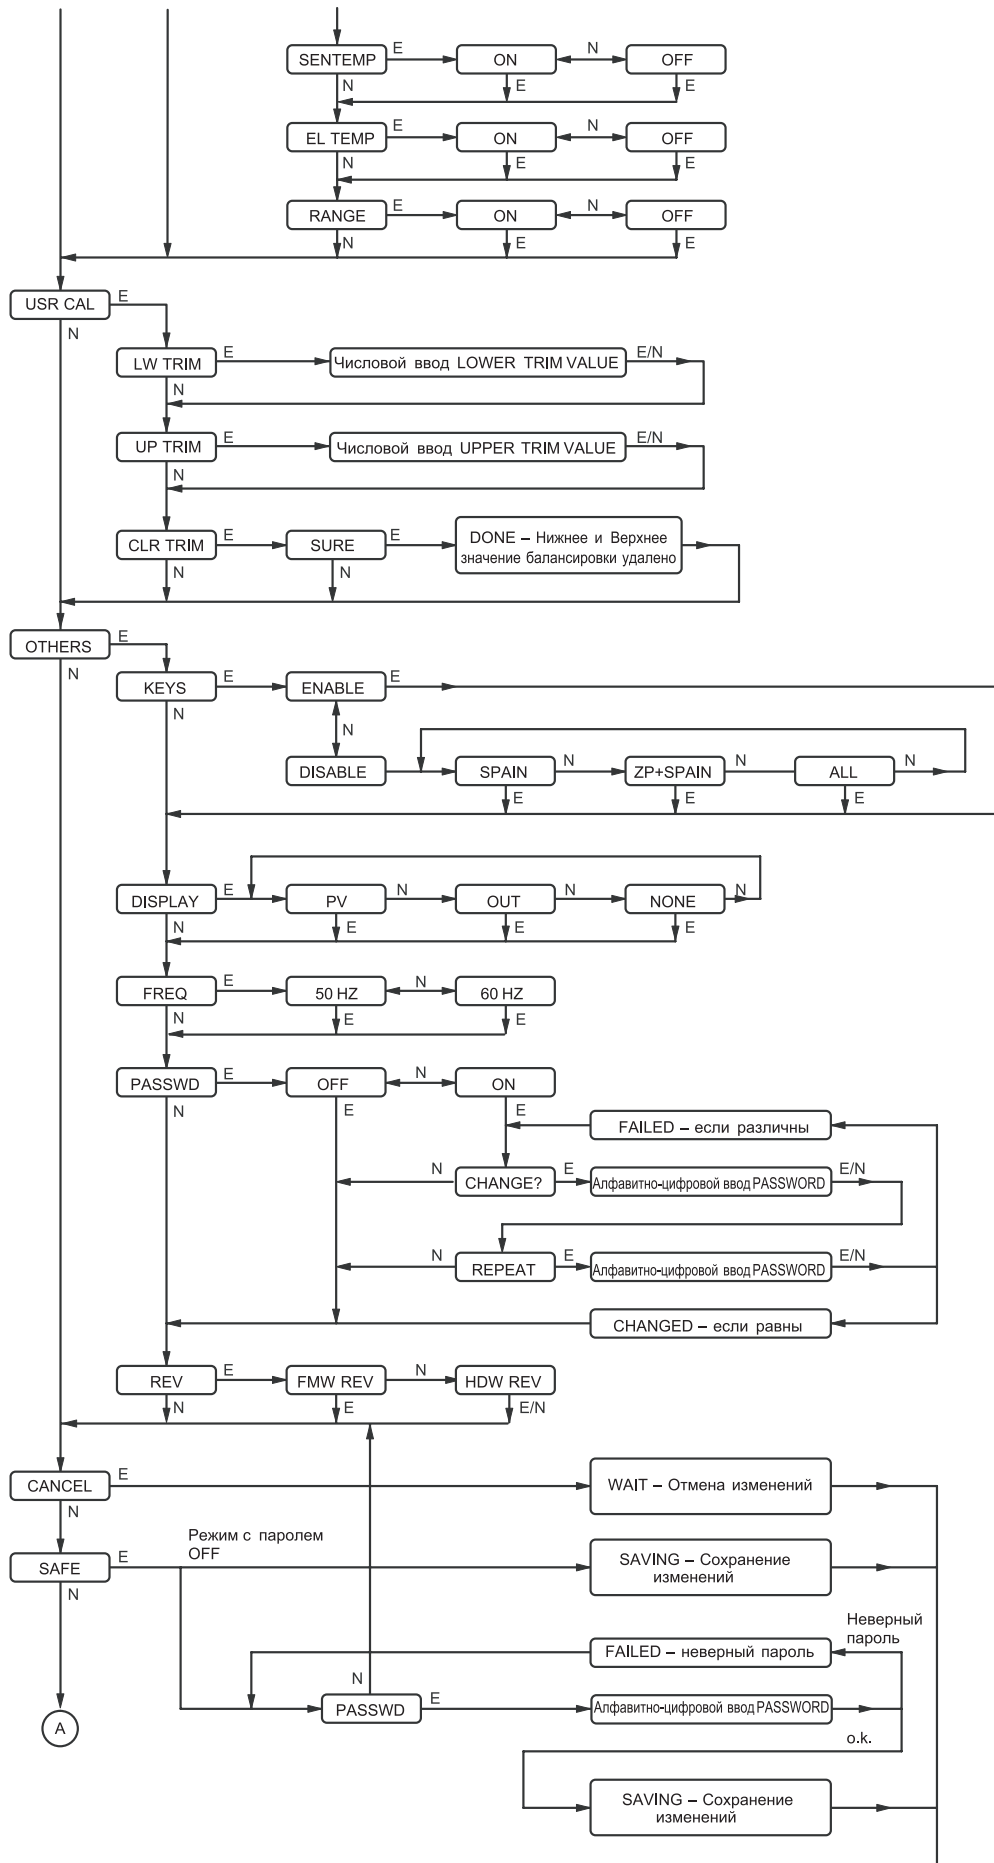 SENTEMP E ON N OFF
N E E
EL TEMP E ON N OFF
N E E
RANGE E ON N OFF
N E E
USR CAL E
N
LW TRIM E Числовой ввод LOWER TRIM VALUE E/N
N
UP TRIM E Числовой ввод UPPER TRIM VALUE E/N
N
CLR TRIM E SURE E DONE – Нижнее и Верхнее
значение балансировки удалено
N N
OTHERS E
N
KEYS E ENABLE E
N
N
DISABLE SPAIN N ZP+SPAIN N ALL N
E E E
DISPLAY E PV N OUT N NONE N
N E E E
FREQ E 50 HZ N 60 HZ
N E E
PASSWD E OFF N ON
N E E
FAILED – если различны
N CHANGE? E Алфавитно-цифровой ввод PASSWORD E/N
N REPEAT E Алфавитно-цифровой ввод PASSWORD E/N
CHANGED – если равны
REV E FMW REV N HDW REV
N E E/N
CANCEL E WAIT – Отмена изменений
N
Режим с паролем
OFF
SAFE E SAVING – Сохранение
изменений
N
Неверный
пароль
FAILED – неверный пароль
N
PASSWD E Алфавитно-цифровой ввод PASSWORD
A
o.k.
SAVING – Сохранение
изменений